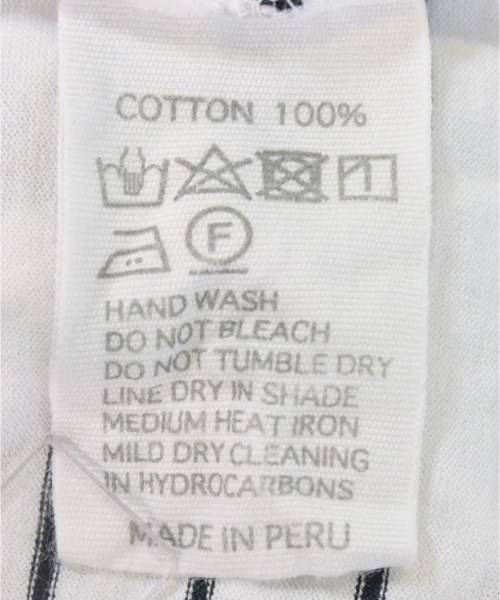 COTTON 100%
F
HAND WASH
DO NOT BLEACH
DO NOT TUMBLE DRY
LINE DRY IN SHADE
MEDIUM HEAT IRON
MILD DRY CLEANING
IN HYDROCARBONS
MADE IN PERU